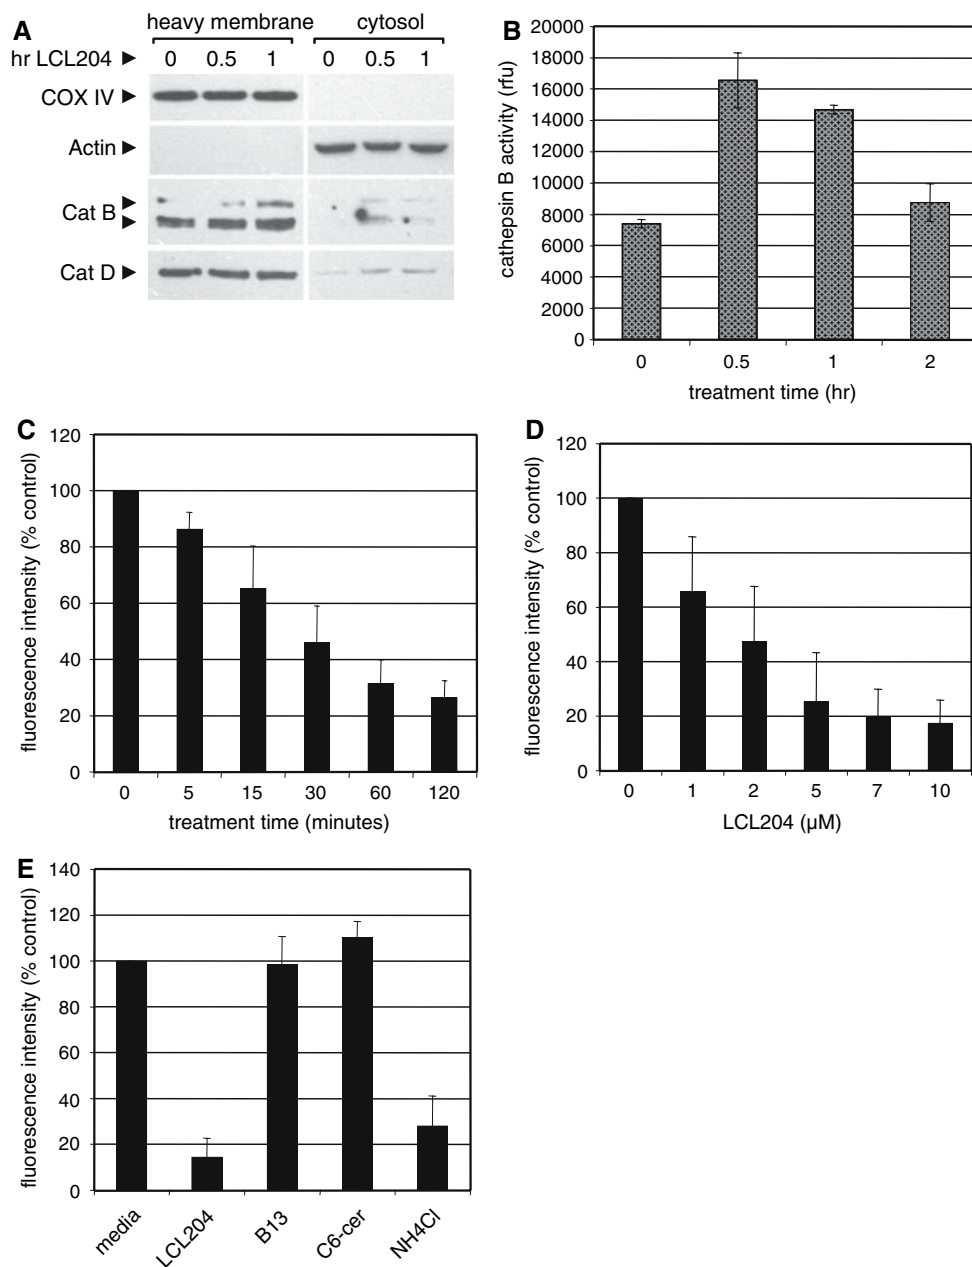 A
heavy membrane
cytosol
hr LCL204 ► 0 0.5 1 0 0.5 1
COX IV ►
Actin ►
Cat B ►
Cat D ►
B
cathepsin B activity (rfu)
20000
18000
16000
14000
12000
10000
8000
6000
4000
2000
0
0 0.5 1 2
treatment time (hr)
C
fluorescence intensity (% control)
120
100
80
60
40
20
0
0 5 15 30 60 120
treatment time (minutes)
D
fluorescence intensity (% control)
120
100
80
60
40
20
0
0 1 2 5 7 10
LCL204 (µM)
E
fluorescence intensity (% control)
140
120
100
80
60
40
20
0
media LCL204 B13 C6-cer NH4Cl